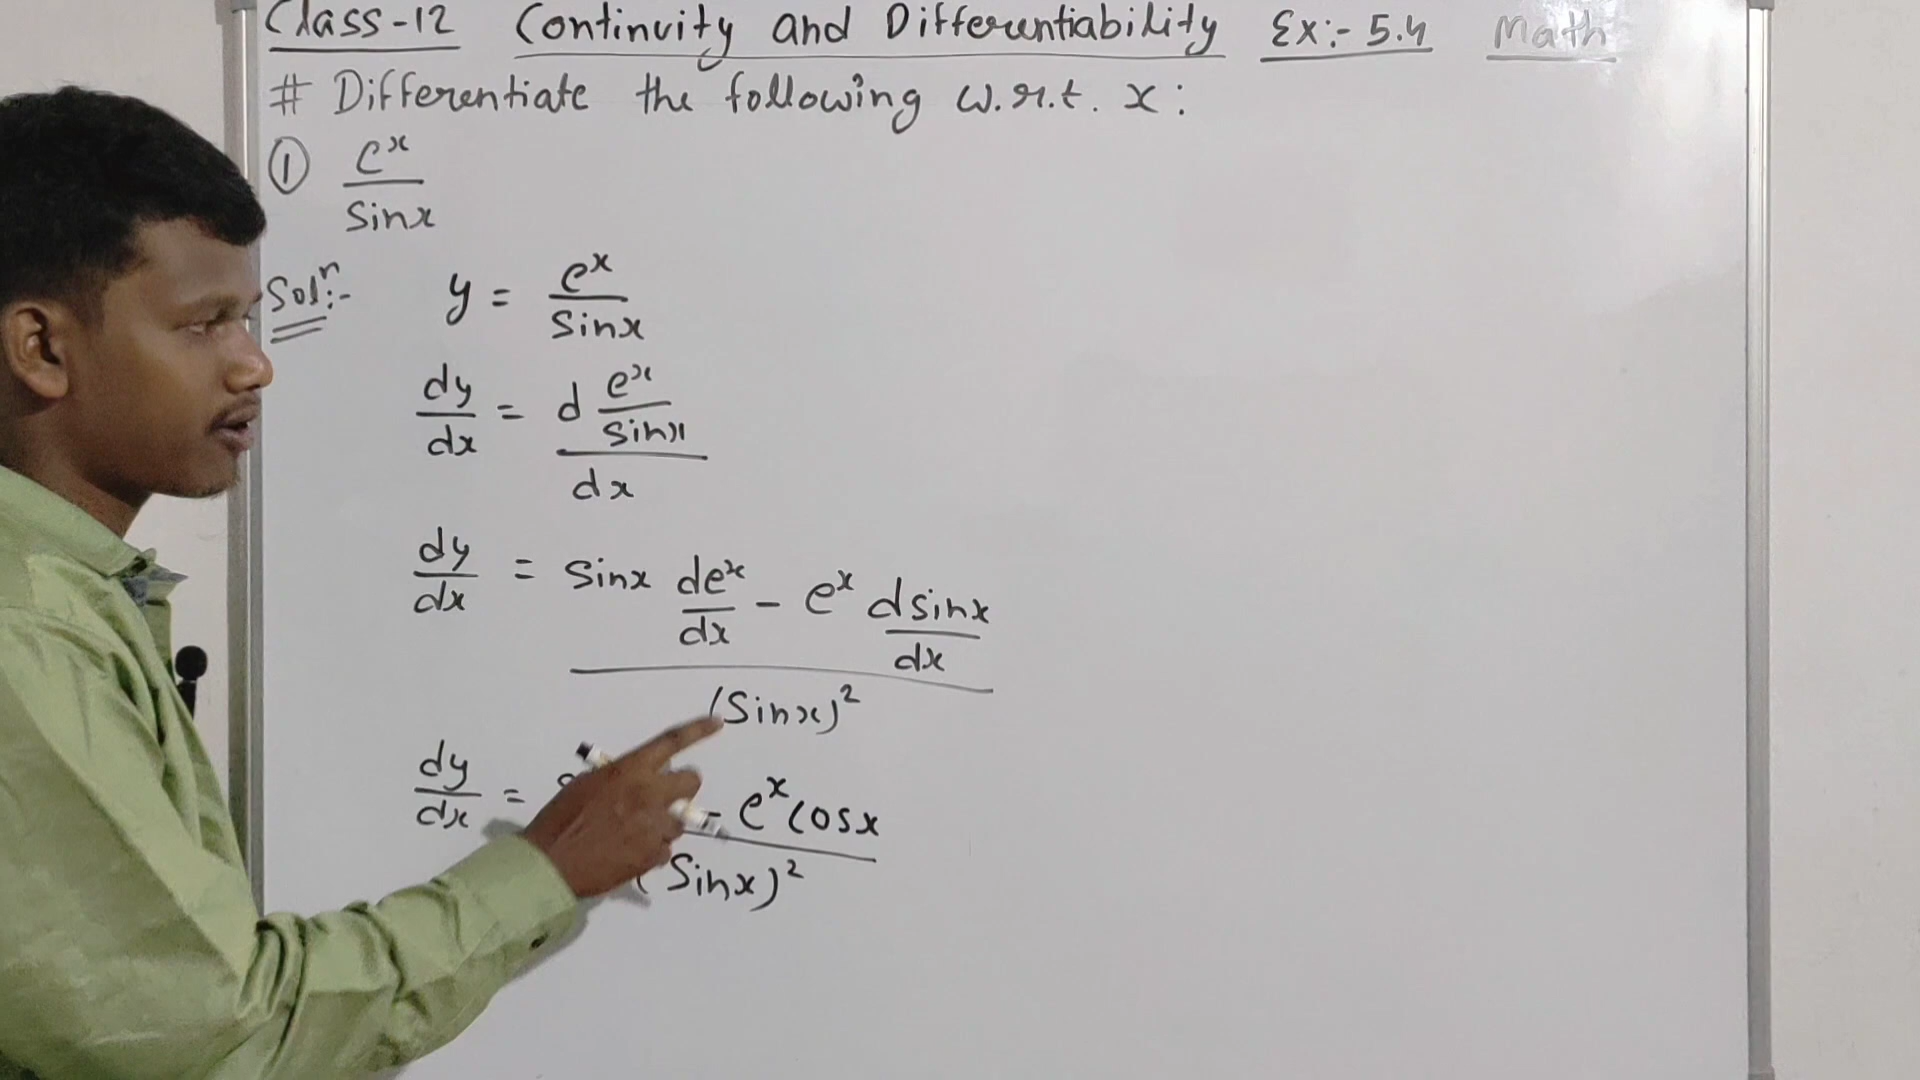 Class-12 Continuity and Differentiability Ex:- 5.4 Math
# Differentiate the following w.r.t. x:
① e^x / Sinx
Solⁿ:- y = e^x / Sinx
dy/dx = d e^x/sinx / dx
dy/dx = Sinx de^x/dx - e^x dsinx/dx / (Sinx)²
dy/dx = - e^x cosx / (Sinx)²